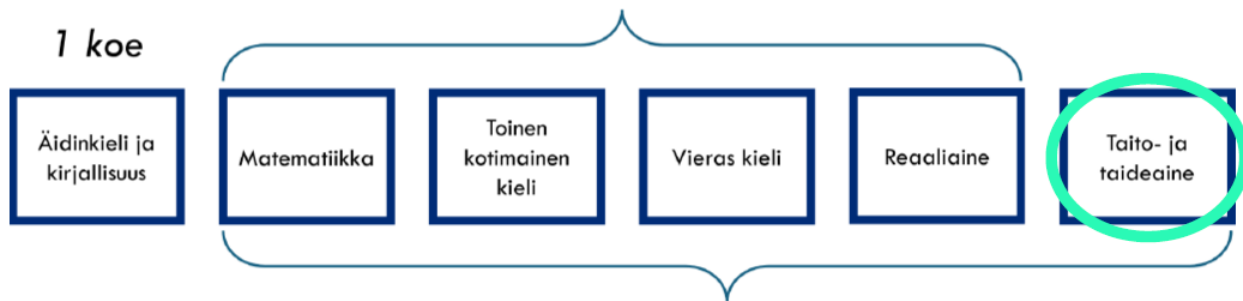 1 koe
Äidinkieli ja
kirjallisuus
Matematiikka
Toinen
kotimainen
kieli
Vieras kieli
Reaaliaine
Taito- ja
taideaine